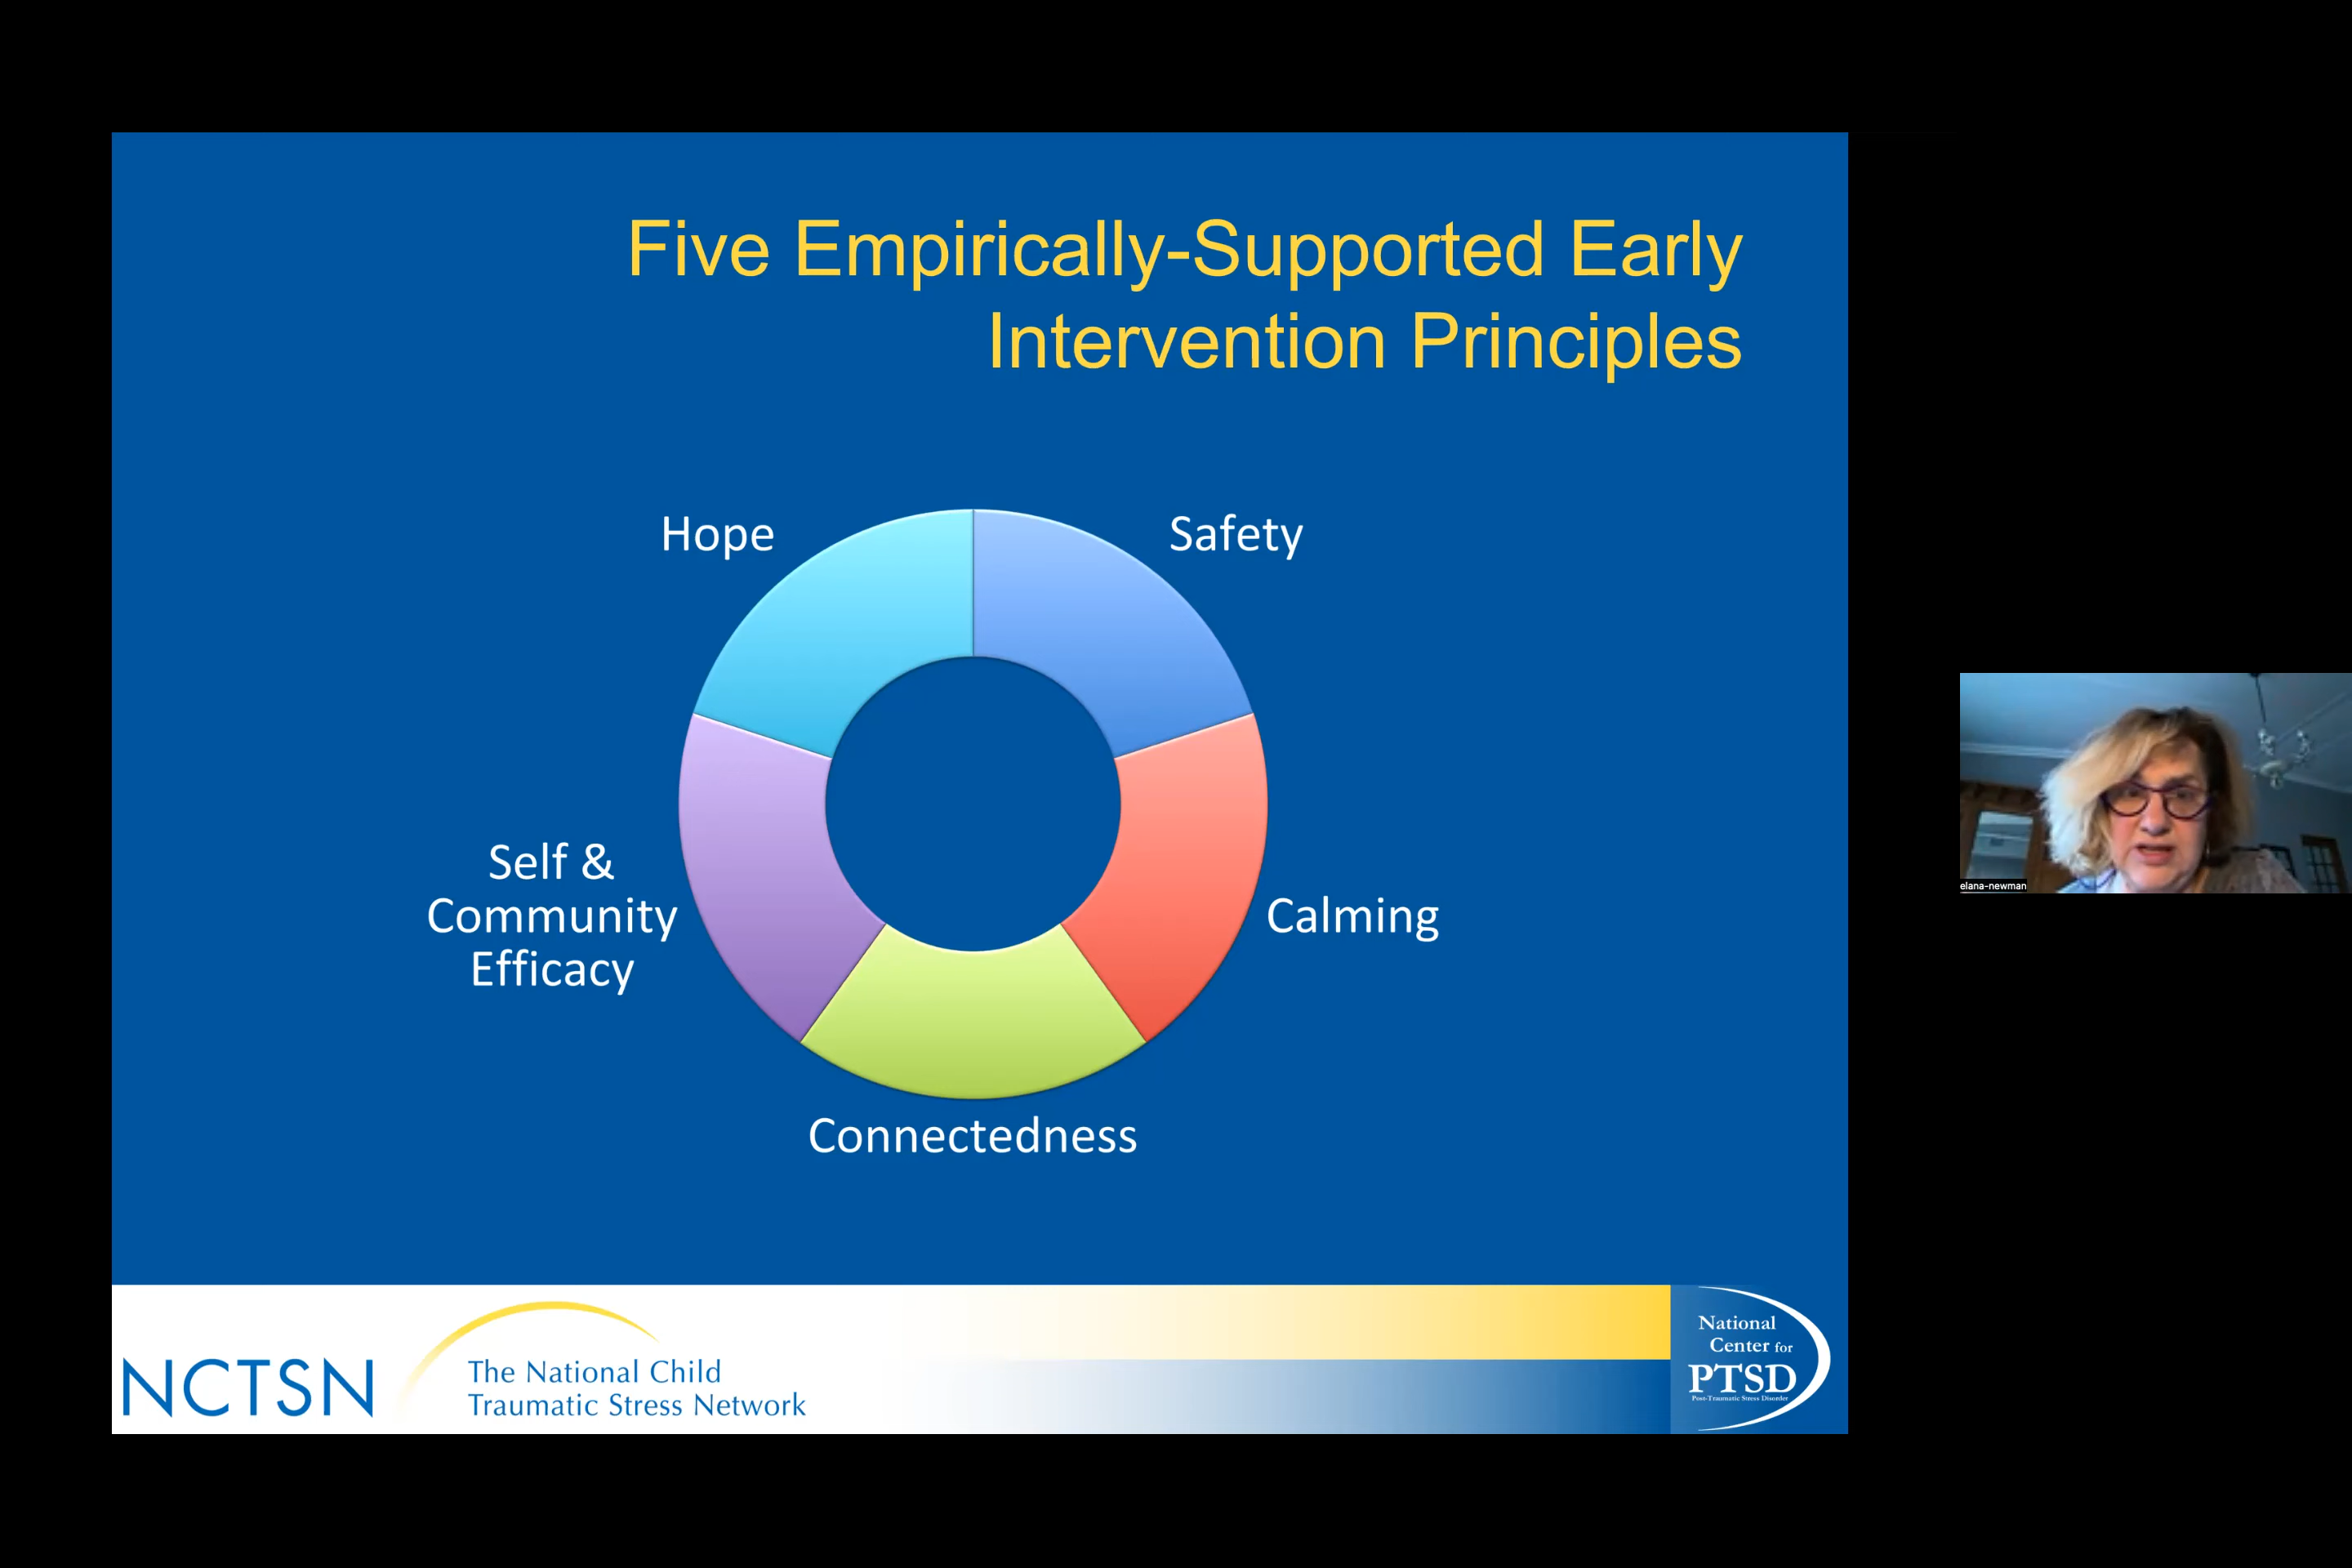 Five Empirically-Supported Early
Intervention Principles
Hope
Safety
Self &
Community
Efficacy
Calming
Connectedness
NCTSN
The National Child
Traumatic Stress Network
National
Center for
PTSD
Post-Traumatic Stress Disorder
elana-newman